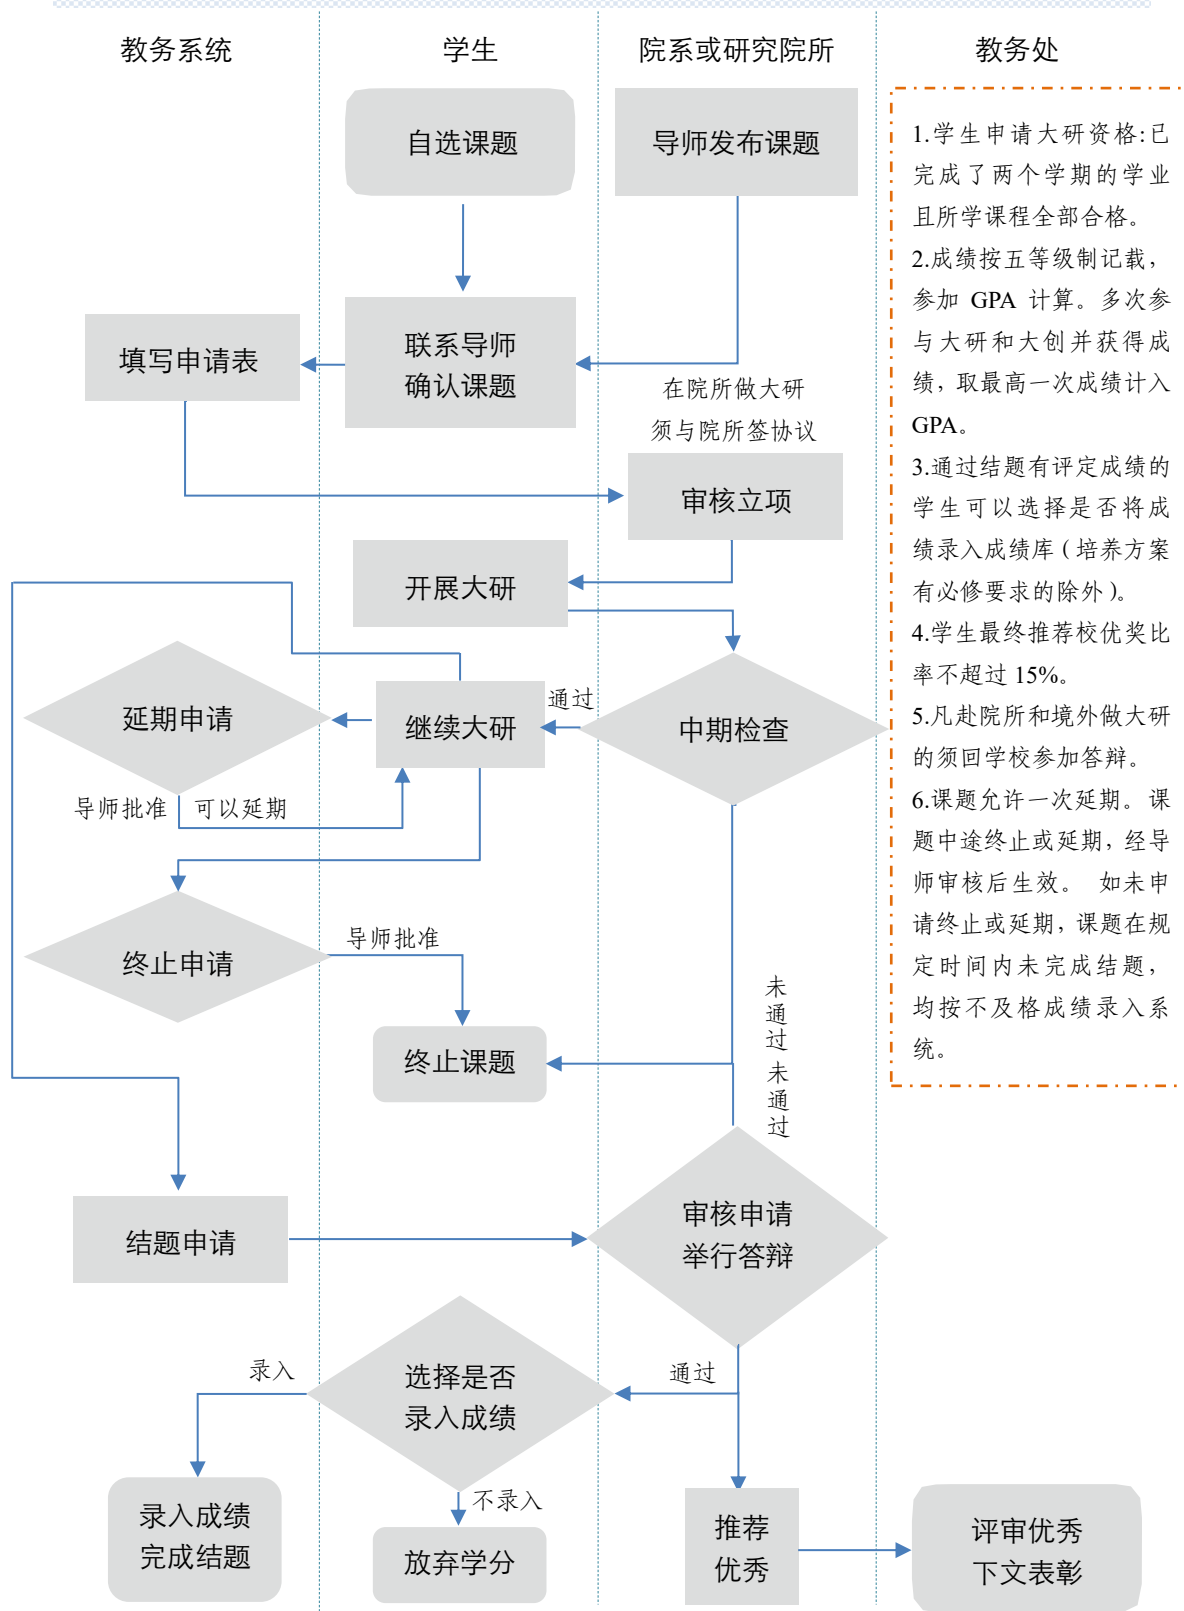 教务系统
学生
院系或研究院所
教务处
自选课题
导师发布课题
联系导师
确认课题
填写申请表
在院所做大研
须与院所签协议
审核立项
开展大研
中期检查
通过
继续大研
延期申请
导师批准
可以延期
终止申请
导师批准
终止课题
未
通
过
未
通
过
结题申请
审核申请
举行答辩
通过
选择是否
录入成绩
录入
不录入
录入成绩
完成结题
放弃学分
推荐
优秀
评审优秀
下文表彰
1.学生申请大研资格:已
完成了两个学期的学业
且所学课程全部合格。
2.成绩按五等级制记载，
参加 GPA 计算。多次参
与大研和大创并获得成
绩，取最高一次成绩计入
GPA。
3.通过结题有评定成绩的
学生可以选择是否将成
绩录入成绩库（培养方案
有必修要求的除外）。
4.学生最终推荐校优奖比
率不超过 15%。
5.凡赴院所和境外做大研
的须回学校参加答辩。
6.课题允许一次延期。课
题中途终止或延期，经导
师审核后生效。 如未申
请终止或延期，课题在规
定时间内未完成结题，
均按不及格成绩录入系
统。